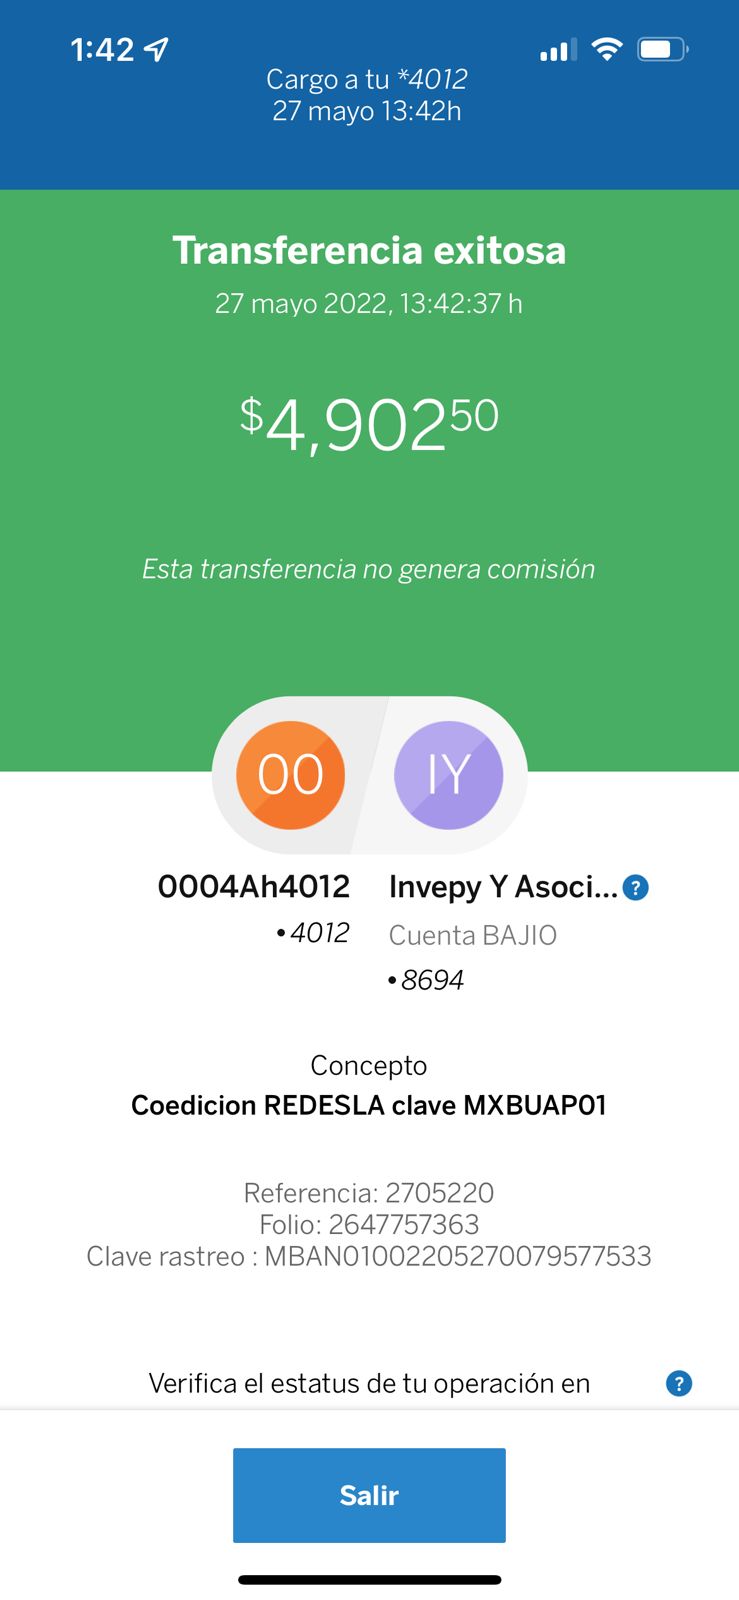 1:42
Cargo a tu *4012
27 mayo 13:42h
Transferencia exitosa
27 mayo 2022, 13:42:37 h
$4,902 50
Esta transferencia no genera comisión
00 IY
0004Ah4012
•4012
Invepy Y Asoci... ?
Cuenta BAJIO
•8694
Concepto
Coedicion REDESLA clave MXBUAP01
Referencia: 2705220
Folio: 2647757363
Clave rastreo : MBAN01002205270079577533
Verifica el estatus de tu operación en ?
Salir